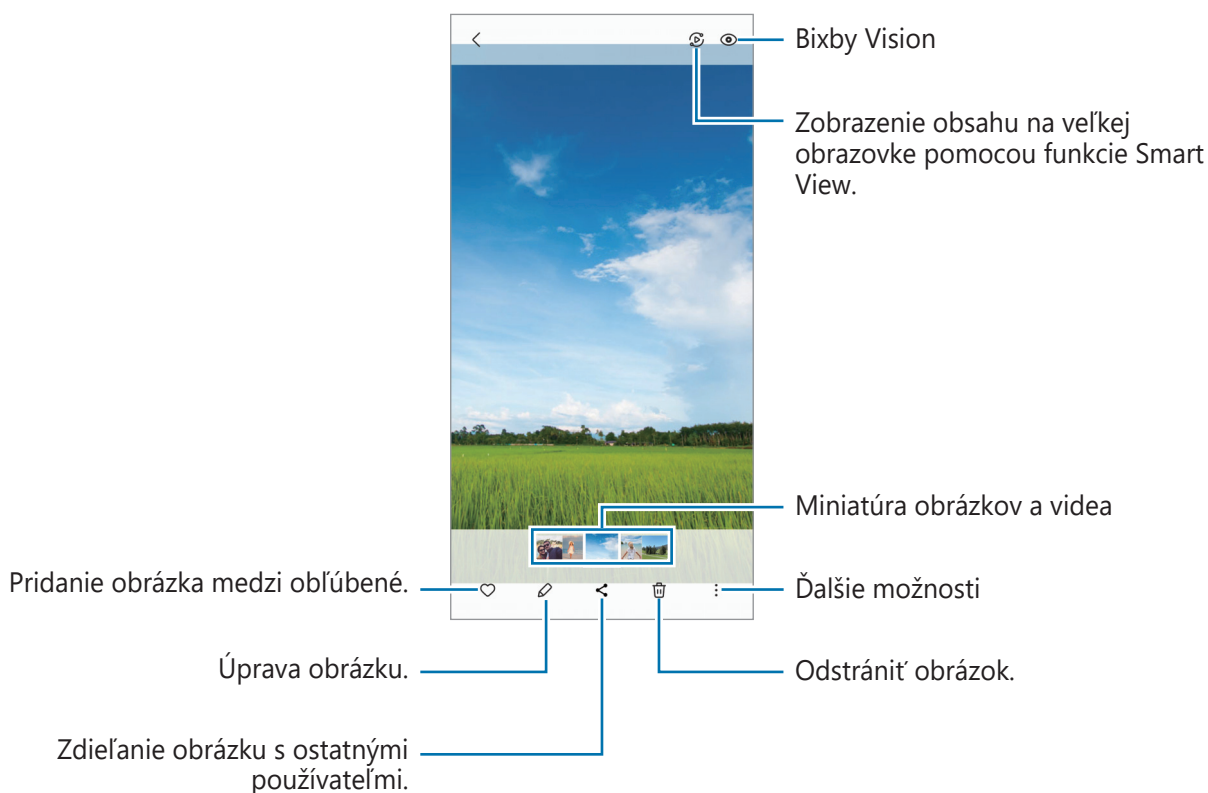 Bixby Vision
Zobrazenie obsahu na veľkej
obrazovke pomocou funkcie Smart
View.
Miniatúra obrázkov a videa
Pridanie obrázka medzi obľúbené.
Ďalšie možnosti
Úprava obrázku.
Odstrániť obrázok.
Zdieľanie obrázku s ostatnými
používateľmi.